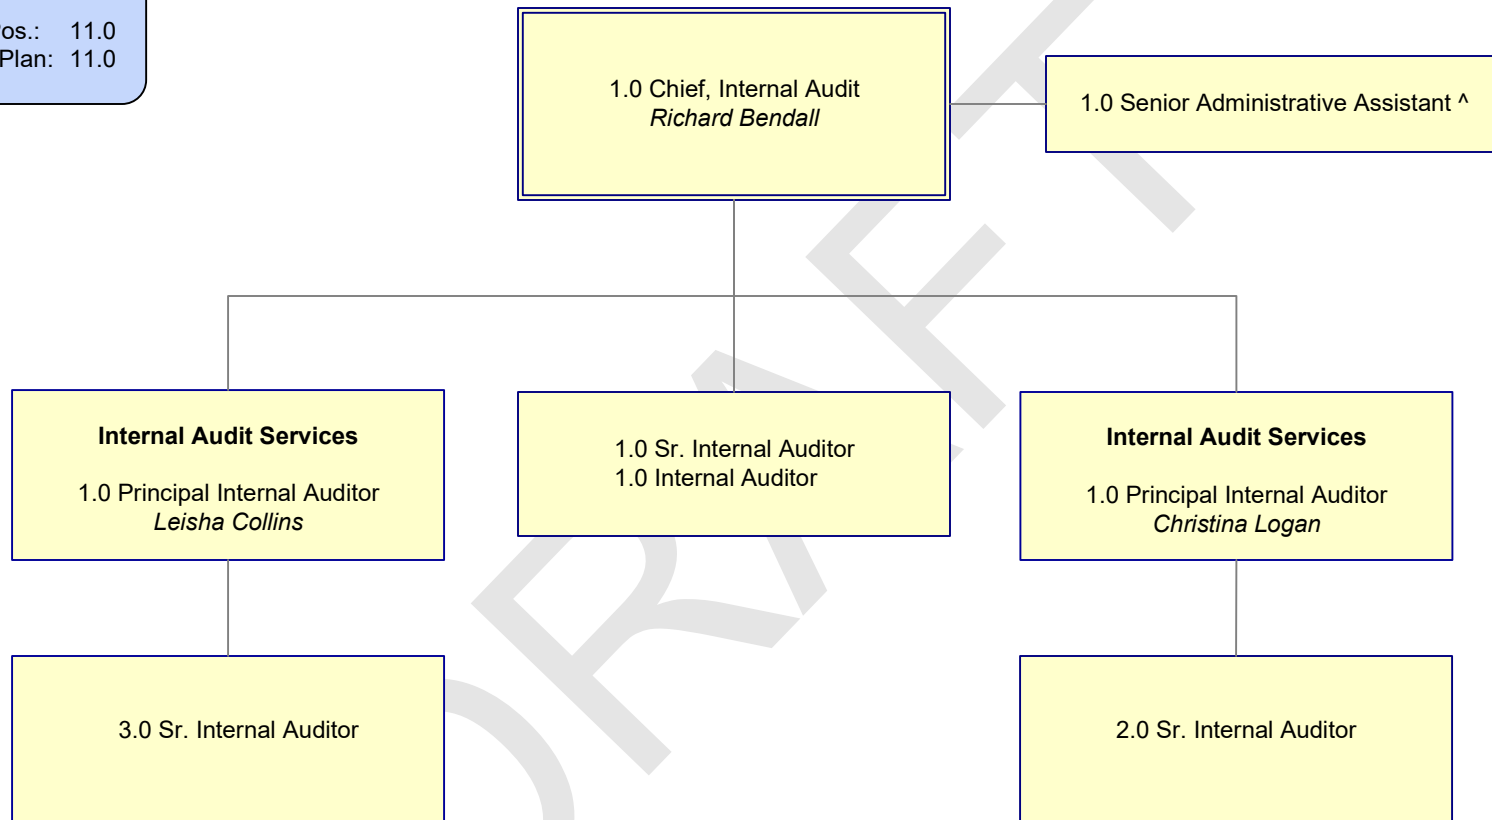 Pos.: 11.0
Plan: 11.0
1.0 Chief, Internal Audit
Richard Bendall
1.0 Senior Administrative Assistant ^
Internal Audit Services
1.0 Principal Internal Auditor
Leisha Collins
1.0 Sr. Internal Auditor
1.0 Internal Auditor
Internal Audit Services
1.0 Principal Internal Auditor
Christina Logan
3.0 Sr. Internal Auditor
2.0 Sr. Internal Auditor
DRAFT